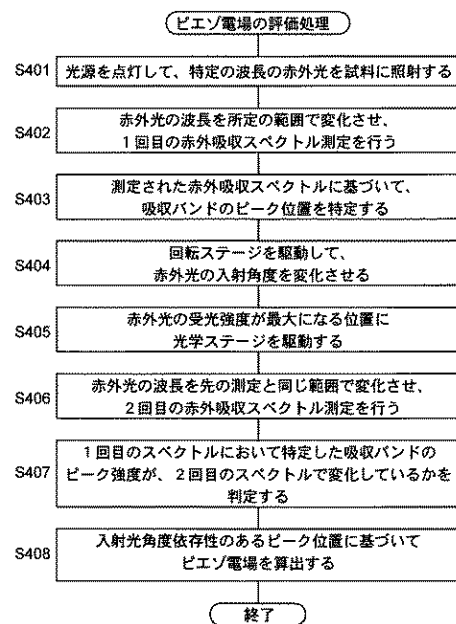 ピエゾ電場の評価処理
S401
光源を点灯して、特定の波長の赤外光を試料に照射する
S402
赤外光の波長を所定の範囲で変化させ、
1回目の赤外吸収スペクトル測定を行う
S403
測定された赤外吸収スペクトルに基づいて、
吸収バンドのピーク位置を特定する
S404
回転ステージを駆動して、
赤外光の入射角度を変化させる
S405
赤外光の受光強度が最大になる位置に
光学ステージを駆動する
S406
赤外光の波長を先の測定と同じ範囲で変化させ、
2回目の赤外吸収スペクトル測定を行う
S407
1回目のスペクトルにおいて特定した吸収バンドの
ピーク強度が、2回目のスペクトルで変化しているかを
判定する
S408
入射光角度依存性のあるピーク位置に基づいて
ピエゾ電場を算出する
終了